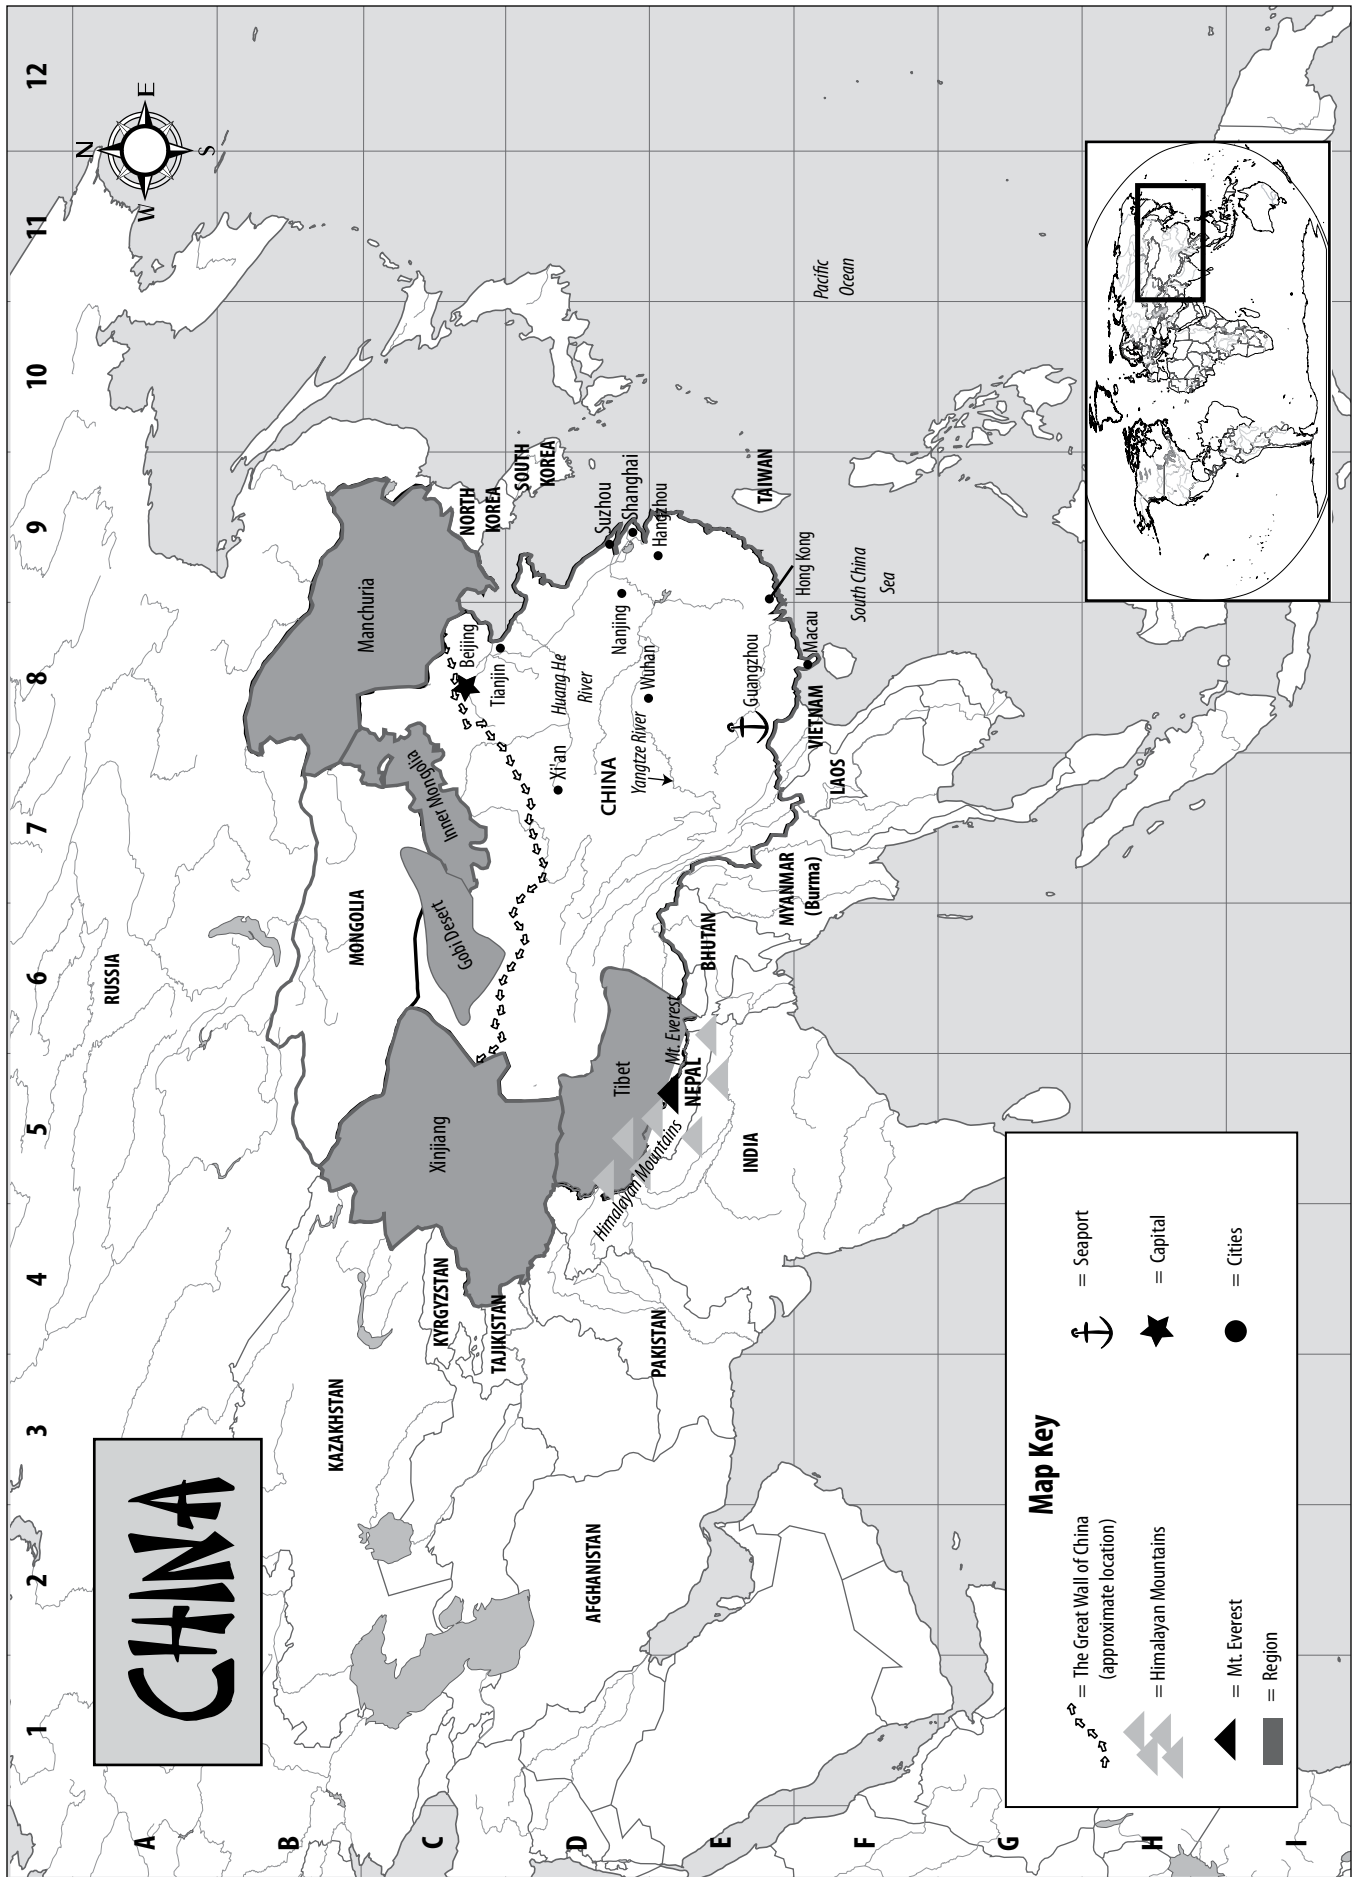 CHINA
1
2
3
4
5
6
7
8
9
10
11
12
A
B
C
D
E
F
G
H
I
N
E
S
W
RUSSIA
KAZAKHSTAN
MONGOLIA
Manchuria
KYRGYZSTAN
TAJIKISTAN
Xinjiang
Gobi Desert
Inner Mongolia
Beijing
Tianjin
NORTH
KOREA
SOUTH
KOREA
AFGHANISTAN
PAKISTAN
Himalayan Mountains
Tibet
Mt. Everest
NEPAL
BHUTAN
INDIA
CHINA
Xi'an
Huang He
River
Yangtze River
Wuhan
Nanjing
Suzhou
Shanghai
Hangzhou
Guangzhou
Hong Kong
Macau
TAIWAN
MYANMAR
(Burma)
LAOS
VIETNAM
South China
Sea
Pacific
Ocean
Map Key
= The Great Wall of China
(approximate location)
= Himalayan Mountains
= Mt. Everest
= Region
= Seaport
= Capital
= Cities